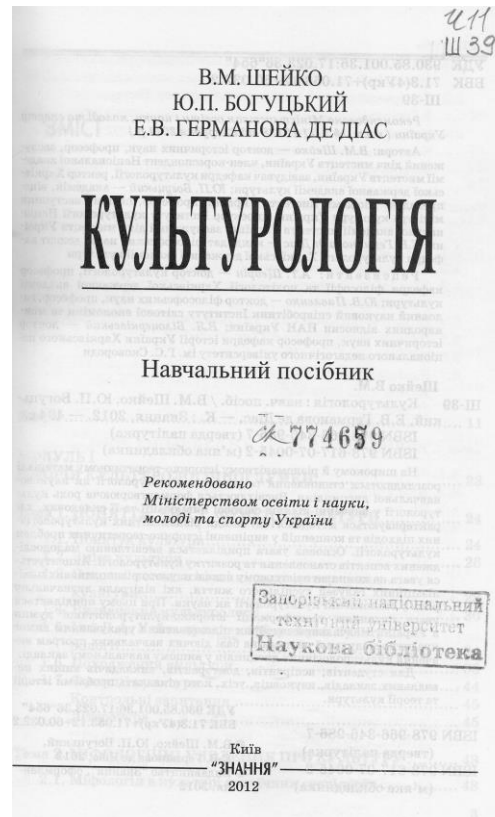 Ч11
Ш39
В.М. ШЕЙКО
Ю.П. БОГУЦЬКИЙ
Е.В. ГЕРМАНОВА ДЕ ДІАС
КУЛЬТУРОЛОГІЯ
Навчальний посібник
774659
Рекомендовано
Міністерством освіти і науки,
молоді та спорту України
Запорізький національний
технічний університет
Наукова бібліотека
Київ
"ЗНАННЯ"
2012